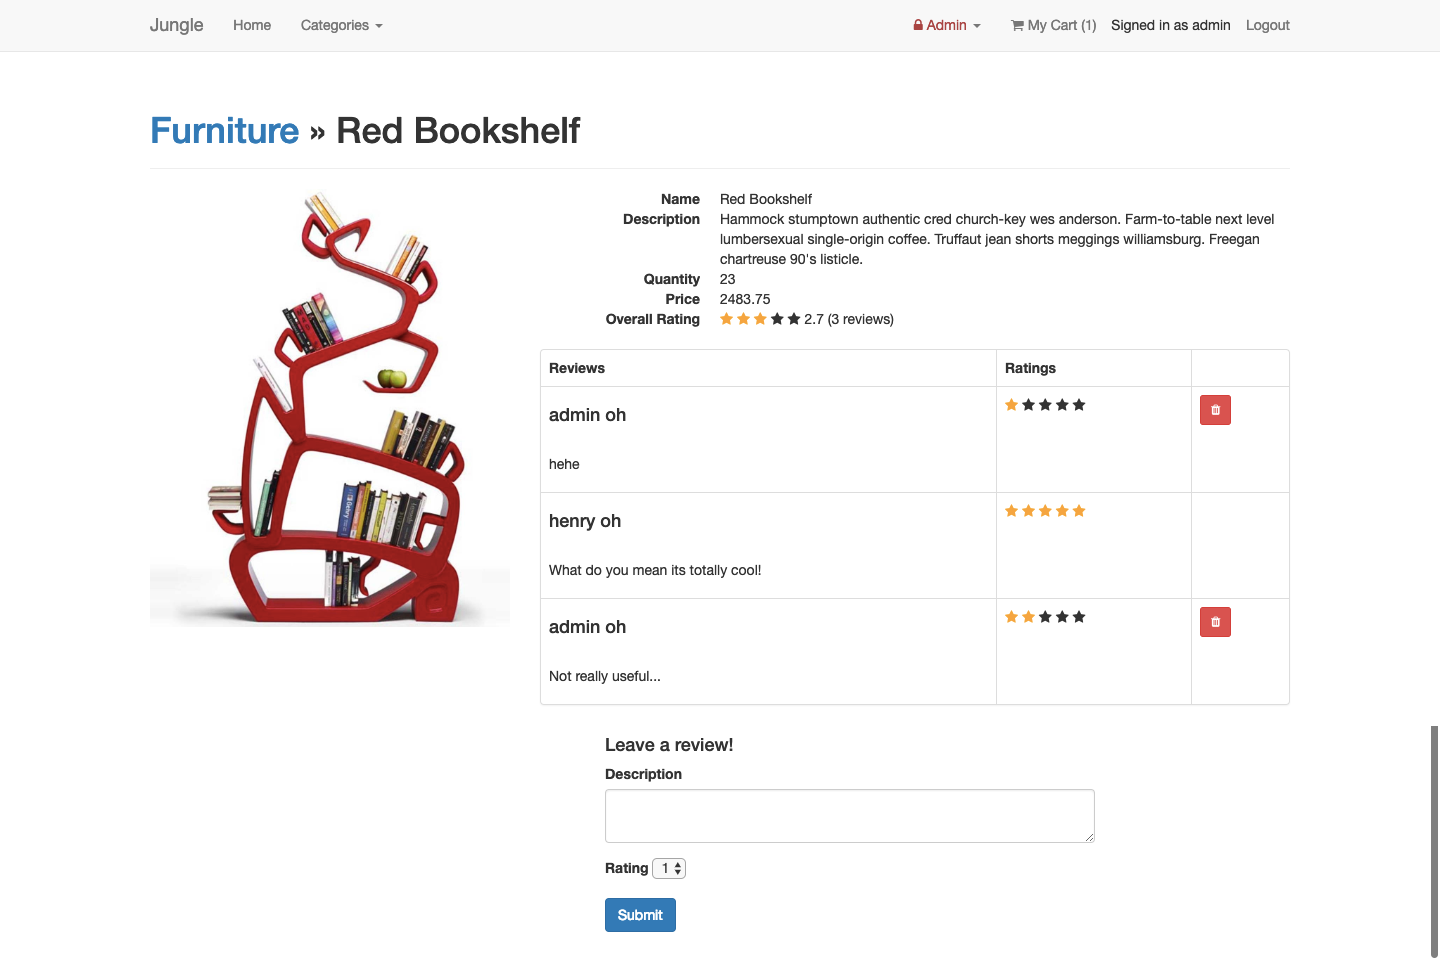 Jungle Home Categories Admin My Cart (1) Signed in as admin Logout
Furniture » Red Bookshelf
Name Red Bookshelf
Description Hammock stumptown authentic cred church-key wes anderson. Farm-to-table next level
lumbersexual single-origin coffee. Truffaut jean shorts meggings williamsburg. Freegan
chartreuse 90's listicle.
Quantity 23
Price 2483.75
Overall Rating 2.7 (3 reviews)
Reviews Ratings
admin oh
hehe
henry oh
What do you mean its totally cool!
admin oh
Not really useful...
Leave a review!
Description
Rating 1
Submit